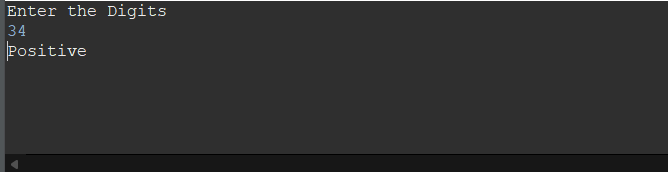 Enter the Digits
34
Positive